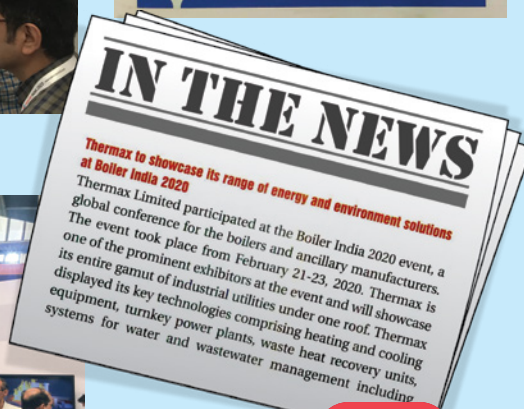 IN THE NEWS
Thermax to showcase its range of energy and environment solutions
at Boiler India 2020
Thermax Limited participated at the Boiler India 2020 event, a
global conference for the boilers and ancillary manufacturers.
The event took place from February 21-23, 2020. Thermax is
one of the prominent exhibitors at the event and will showcase
its entire gamut of industrial utilities under one roof. Thermax
displayed its key technologies comprising heating and cooling
equipment, turnkey power plants, waste heat recovery units,
systems for water and wastewater management including